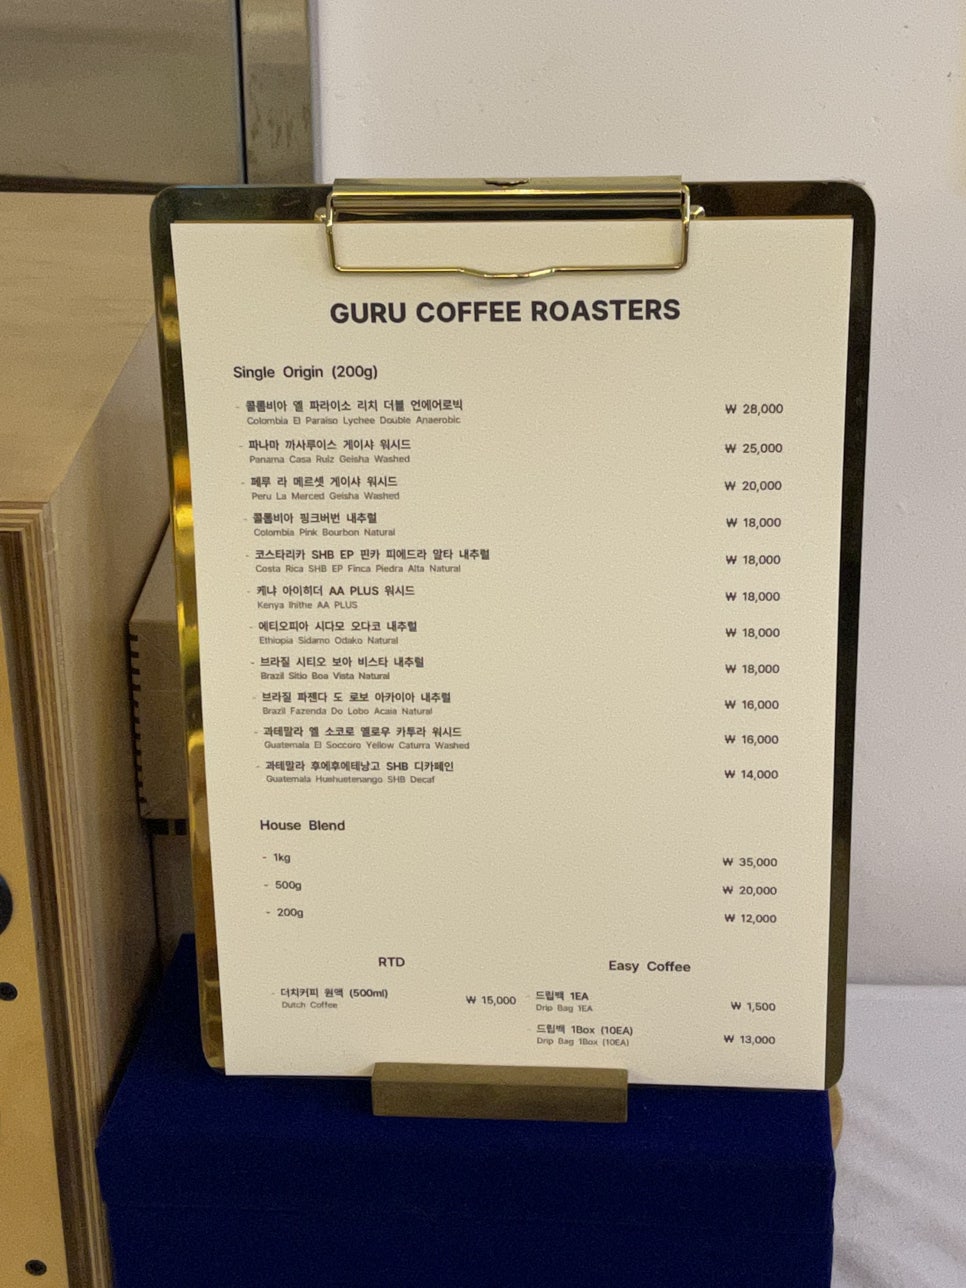 GURU COFFEE ROASTERS
Single Origin (200g)
- 콜롬비아 엘 파라이소 리치 더블 언에어로빅 ₩ 28,000
Colombia El Paraiso Lychee Double Anaerobic
- 파나마 까사루이스 게이샤 워시드 ₩ 25,000
Panama Casa Ruiz Geisha Washed
- 페루 라 메르셋 게이샤 워시드 ₩ 20,000
Peru La Merced Geisha Washed
- 콜롬비아 핑크버번 내추럴 ₩ 18,000
Colombia Pink Bourbon Natural
- 코스타리카 SHB EP 핀카 피에드라 알타 내추럴 ₩ 18,000
Costa Rica SHB EP Finca Piedra Alta Natural
- 케냐 아이히더 AA PLUS 워시드 ₩ 18,000
Kenya Ihithe AA PLUS
- 에티오피아 시다모 오다코 내추럴 ₩ 18,000
Ethiopia Sidamo Odako Natural
- 브라질 시티오 보아 비스타 내추럴 ₩ 18,000
Brazil Sitio Boa Vista Natural
- 브라질 파젠다 도 로보 아카이아 내추럴 ₩ 16,000
Brazil Fazenda Do Lobo Acaia Natural
- 과테말라 엘 소코로 옐로우 카투라 워시드 ₩ 16,000
Guatemala El Soccoro Yellow Caturra Washed
- 과테말라 후에후에테낭고 SHB 디카페인 ₩ 14,000
Guatemala Huehuetenango SHB Decaf
House Blend
- 1kg ₩ 35,000
- 500g ₩ 20,000
- 200g ₩ 12,000
RTD
- 더치커피 원액 (500ml) ₩ 15,000
Dutch Coffee
Easy Coffee
- 드립백 1EA ₩ 1,500
Drip Bag 1EA
- 드립백 1Box (10EA) ₩ 13,000
Drip Bag 1Box (10EA)